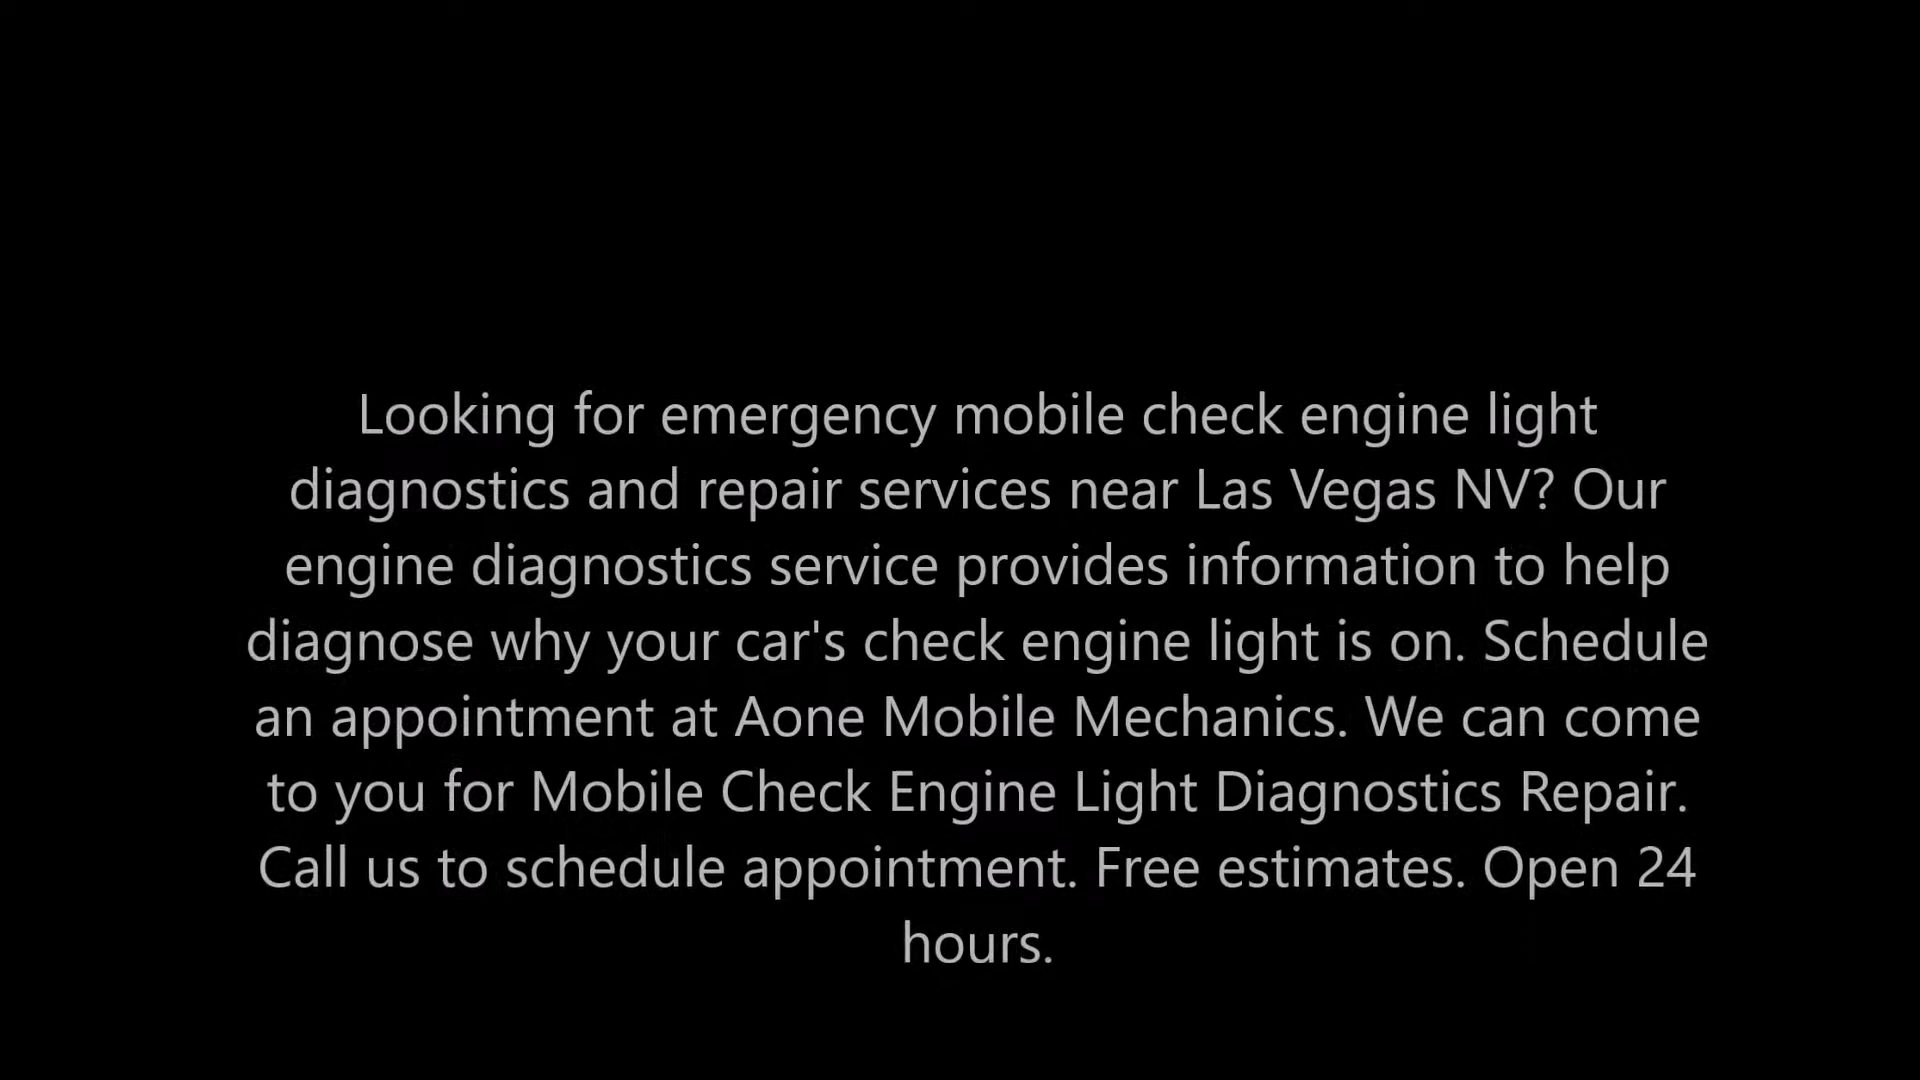 Looking for emergency mobile check engine light
diagnostics and repair services near Las Vegas NV? Our
engine diagnostics service provides information to help
diagnose why your car's check engine light is on. Schedule
an appointment at Aone Mobile Mechanics. We can come
to you for Mobile Check Engine Light Diagnostics Repair.
Call us to schedule appointment. Free estimates. Open 24
hours.